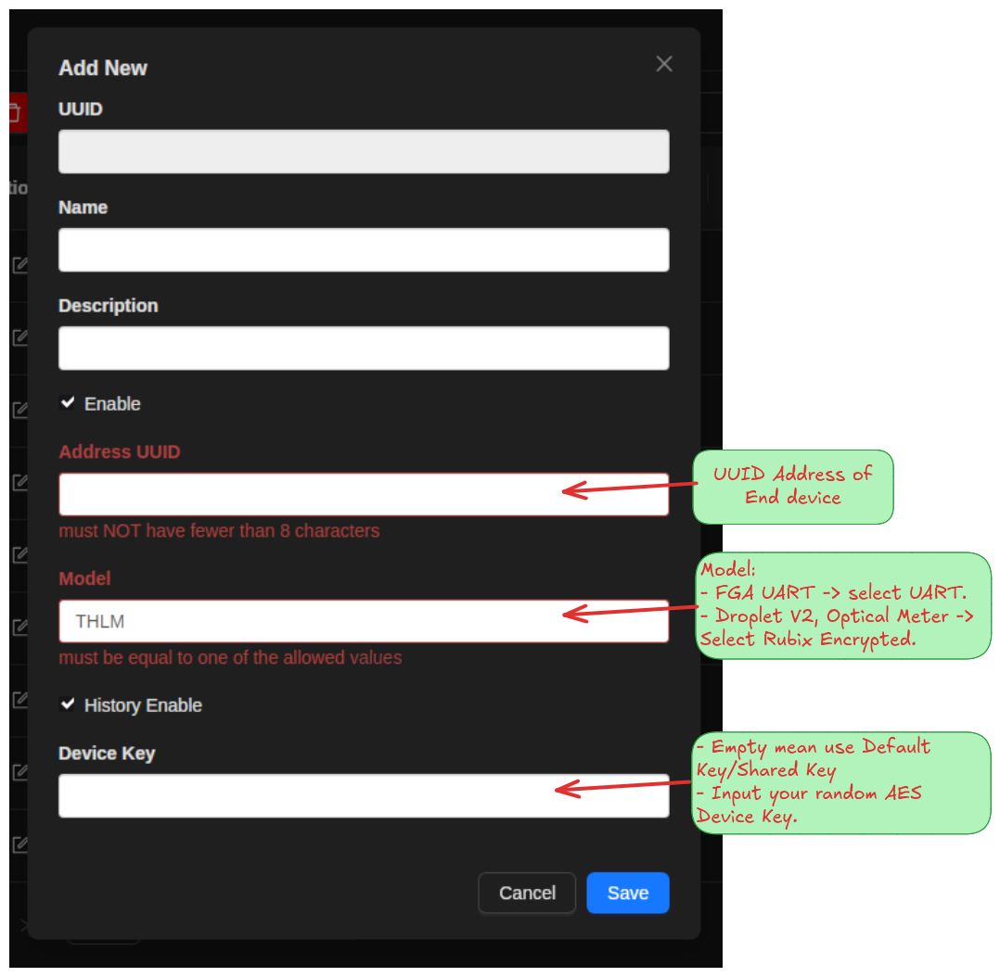 Add New
UUID
tio
Name
Description
Enable
Address UUID
must NOT have fewer than 8 characters
UUID Address of
End device
Model
THLM
must be equal to one of the allowed values
Model:
- FGA UART -> select UART.
- Droplet V2, Optical Meter ->
Select Rubix Encrypted.
History Enable
Device Key
- Empty mean use Default
Key/Shared Key
- Input your random AES
Device Key.
Cancel
Save